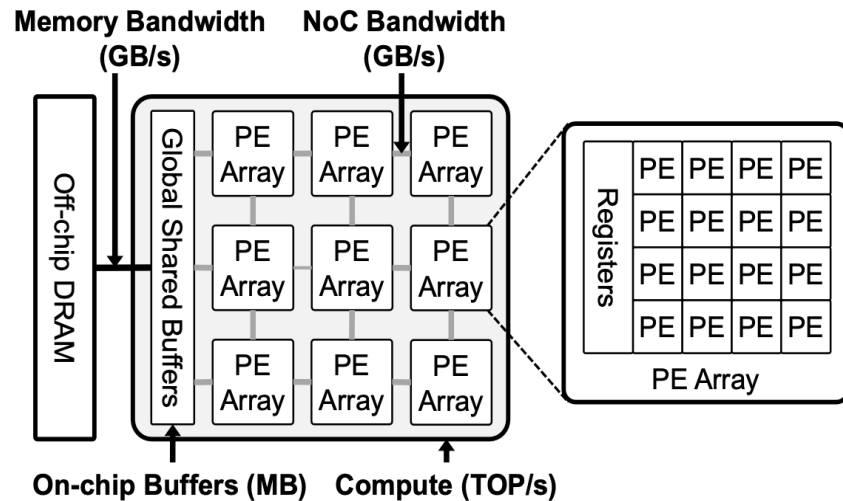 Memory Bandwidth
(GB/s)
NoC Bandwidth
(GB/s)
Off-chip DRAM
Global Shared Buffers
PE
Array
PE
Array
PE
Array
PE
Array
PE
Array
PE
Array
PE
Array
PE
Array
PE
Array
Registers
PE PE PE PE
PE PE PE PE
PE PE PE PE
PE PE PE PE
PE Array
On-chip Buffers (MB)
Compute (TOP/s)